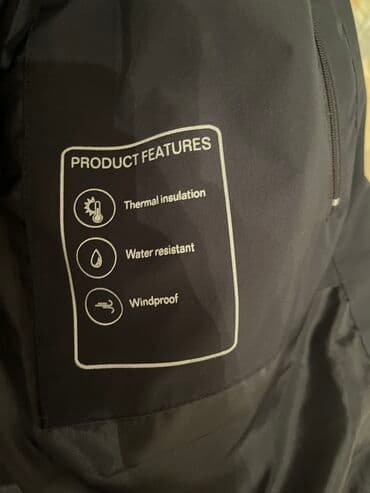 PRODUCT FEATURES
Thermal insulation
Water resistant
Windproof